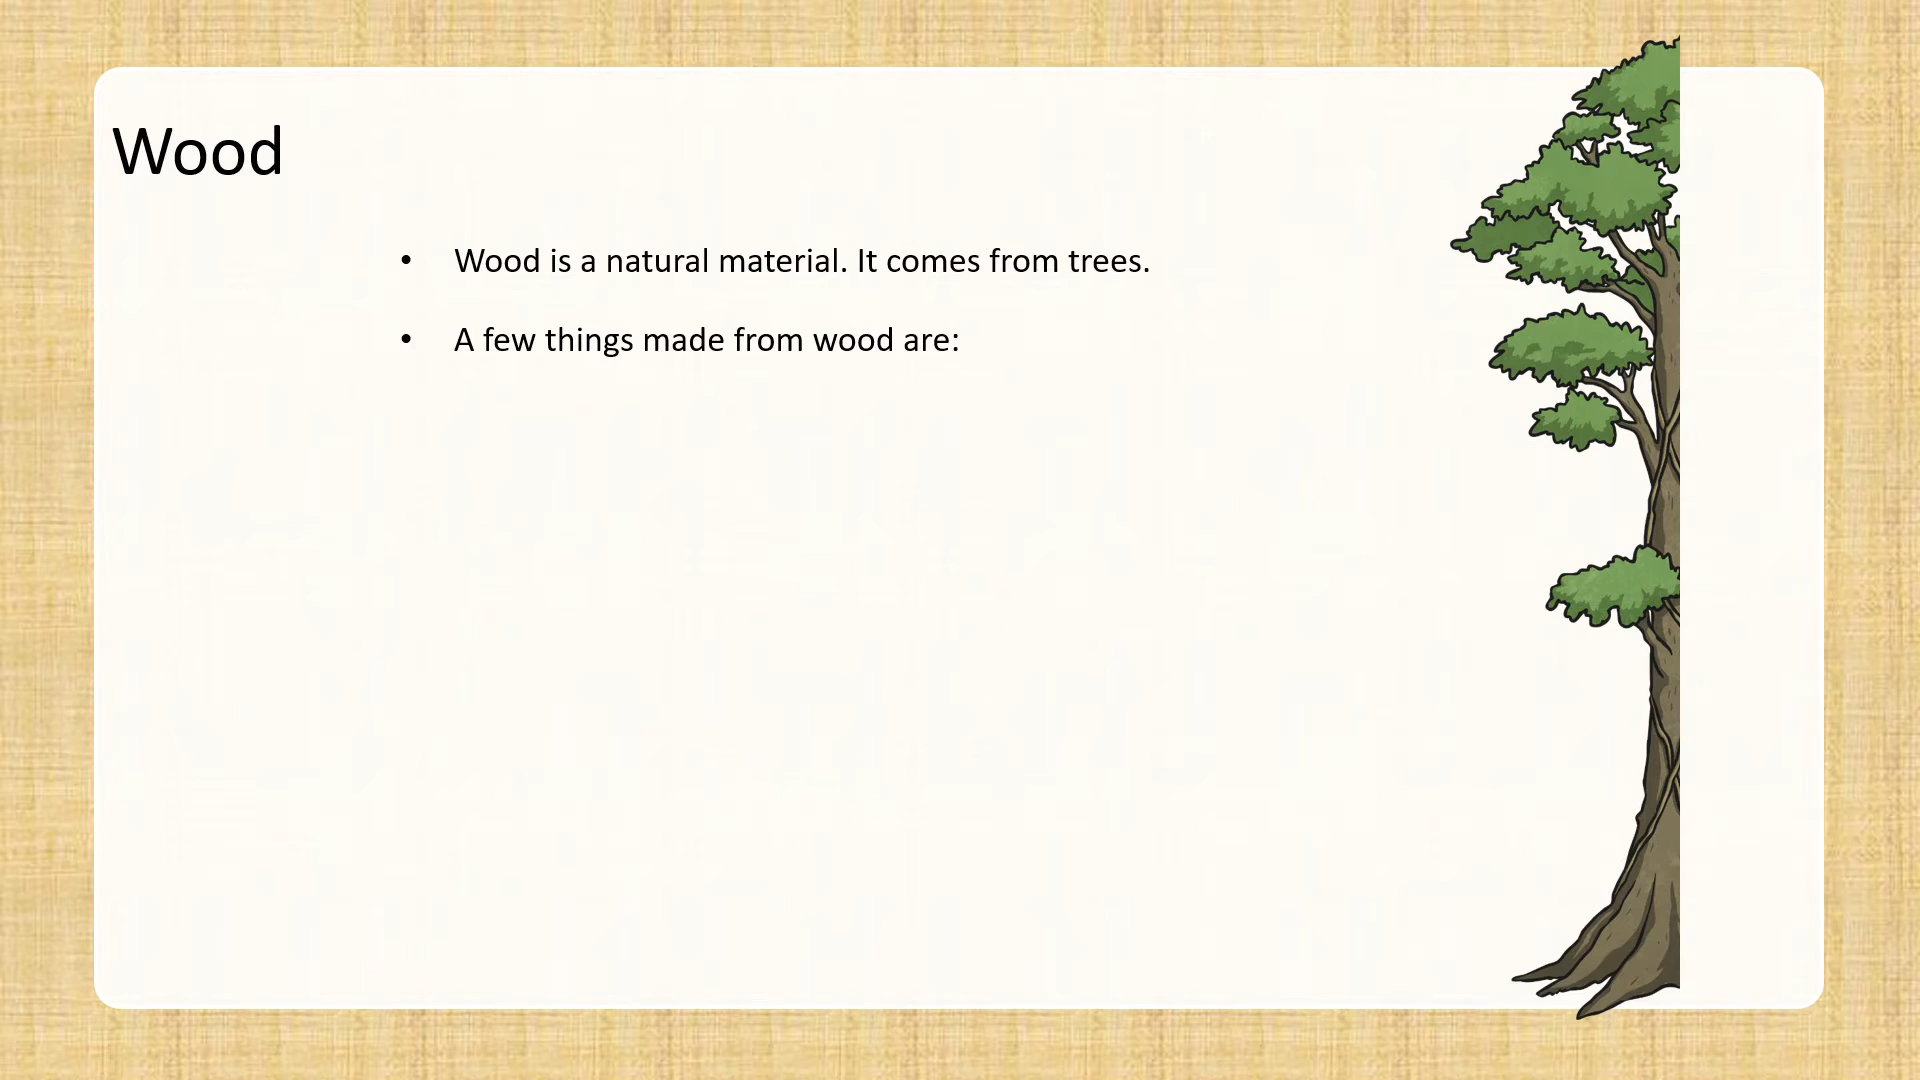 Wood
• Wood is a natural material. It comes from trees.
• A few things made from wood are: